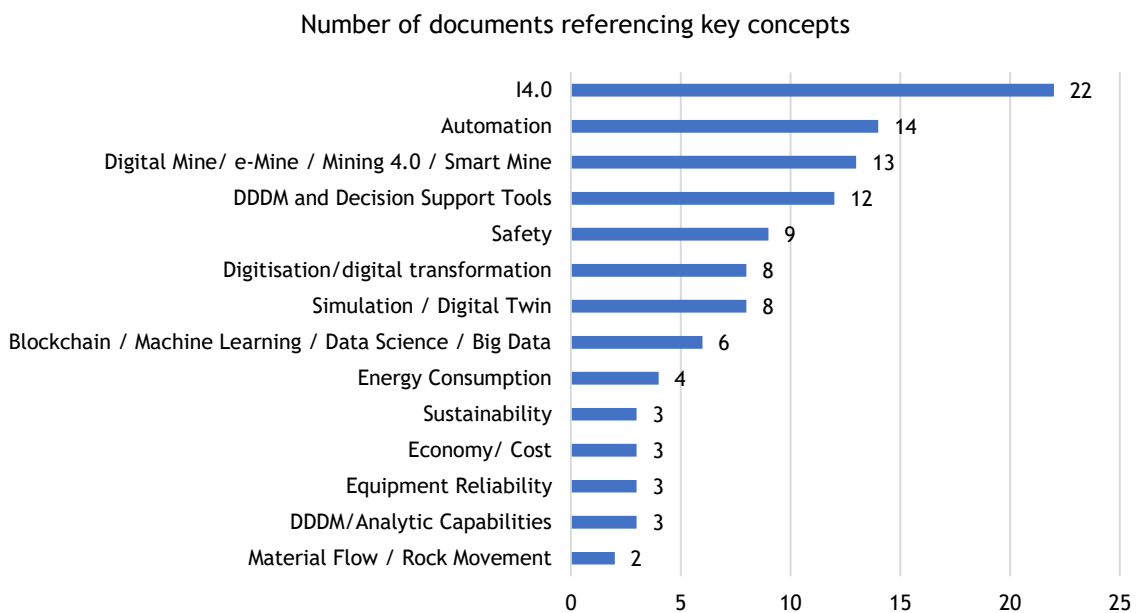 Number of documents referencing key concepts
I4.0 22
Automation 14
Digital Mine/ e-Mine / Mining 4.0 / Smart Mine 13
DDDM and Decision Support Tools 12
Safety 9
Digitisation/digital transformation 8
Simulation / Digital Twin 8
Blockchain / Machine Learning / Data Science / Big Data 6
Energy Consumption 4
Sustainability 3
Economy/ Cost 3
Equipment Reliability 3
DDDM/Analytic Capabilities 3
Material Flow / Rock Movement 2
0 5 10 15 20 25